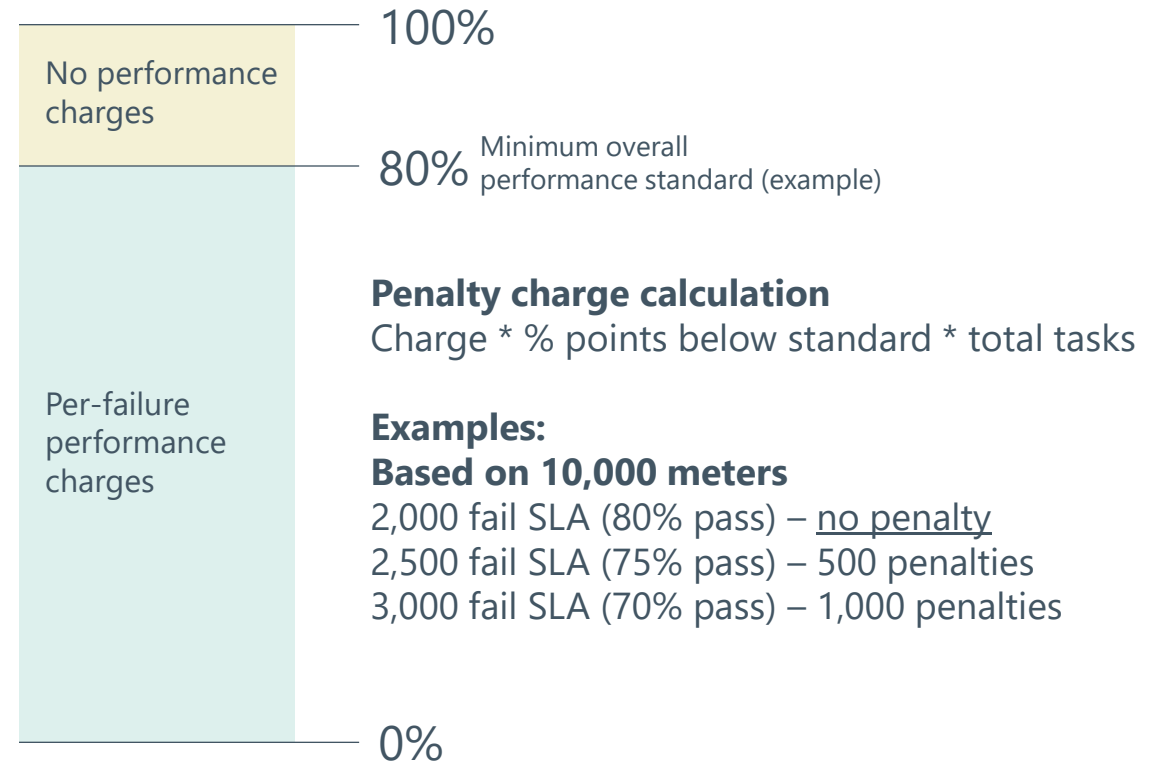 100%
No performance
charges
80%
Minimum overall
performance standard (example)
Penalty charge calculation
Charge * % points below standard * total tasks
Per-failure
performance
charges
Examples:
Based on 10,000 meters
2,000 fail SLA (80% pass) – no penalty
2,500 fail SLA (75% pass) – 500 penalties
3,000 fail SLA (70% pass) – 1,000 penalties
0%